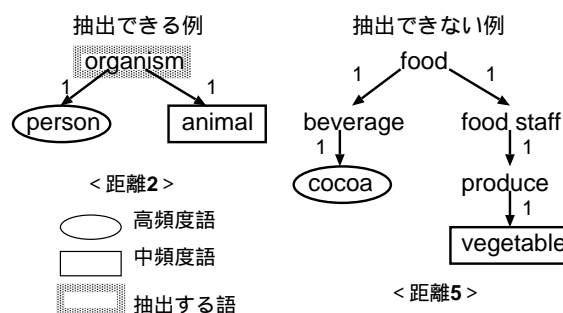 抽出できる例
organism
1 1
person animal
<距離2>
高頻度語
中頻度語
抽出する語
抽出できない例
food
1 1
beverage food staff
1 1
cocoa produce
1
vegetable
<距離5>